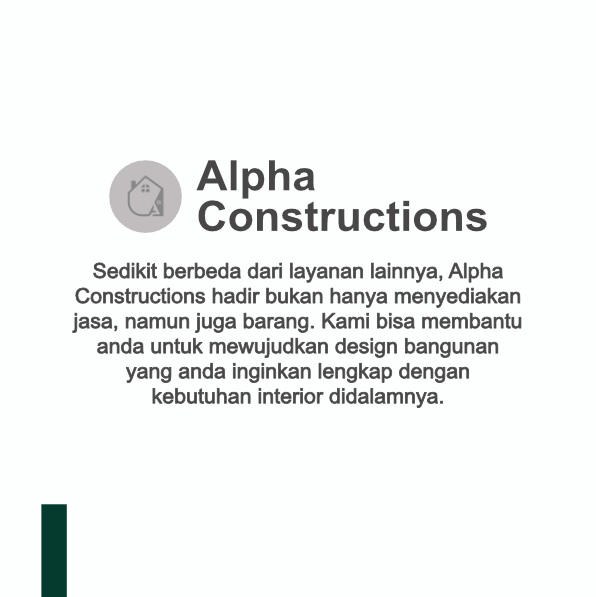 Alpha
Constructions
Sedikit berbeda dari layanan lainnya, Alpha
Constructions hadir bukan hanya menyediakan
jasa, namun juga barang. Kami bisa membantu
anda untuk mewujudkan design bangunan
yang anda inginkan lengkap dengan
kebutuhan interior didalamnya.